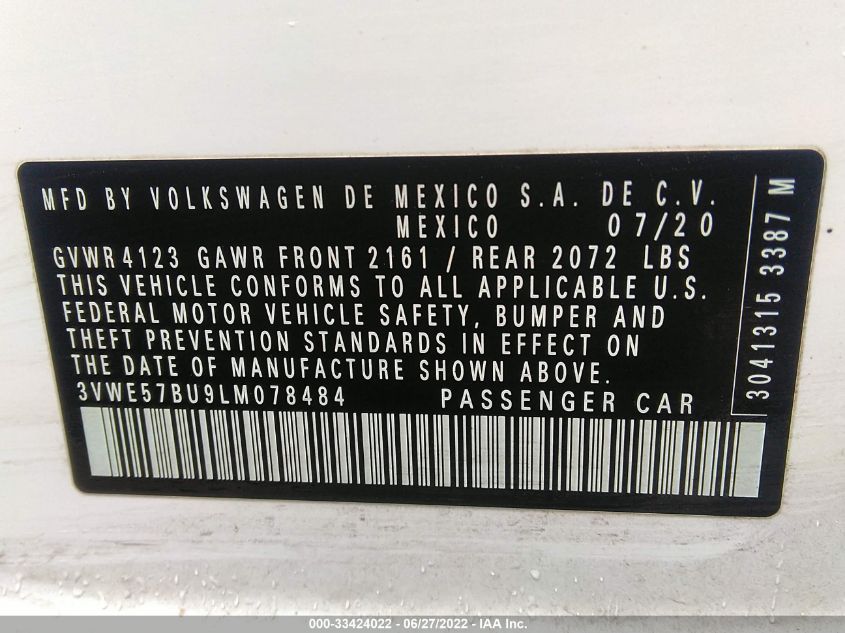 MFD BY VOLKSWAGEN DE MEXICO S.A. DE C.V.
MEXICO 07/20
GVWR 4123 GAWR FRONT 2161 / REAR 2072 LBS
THIS VEHICLE CONFORMS TO ALL APPLICABLE U.S.
FEDERAL MOTOR VEHICLE SAFETY, BUMPER AND
THEFT PREVENTION STANDARDS IN EFFECT ON
THE DATE OF MANUFACTURE SHOWN ABOVE.
3VWE57BU9LM078484 PASSENGER CAR
3041315 3387 M
000-33424022 / 06/27/2022 - IAA Inc.